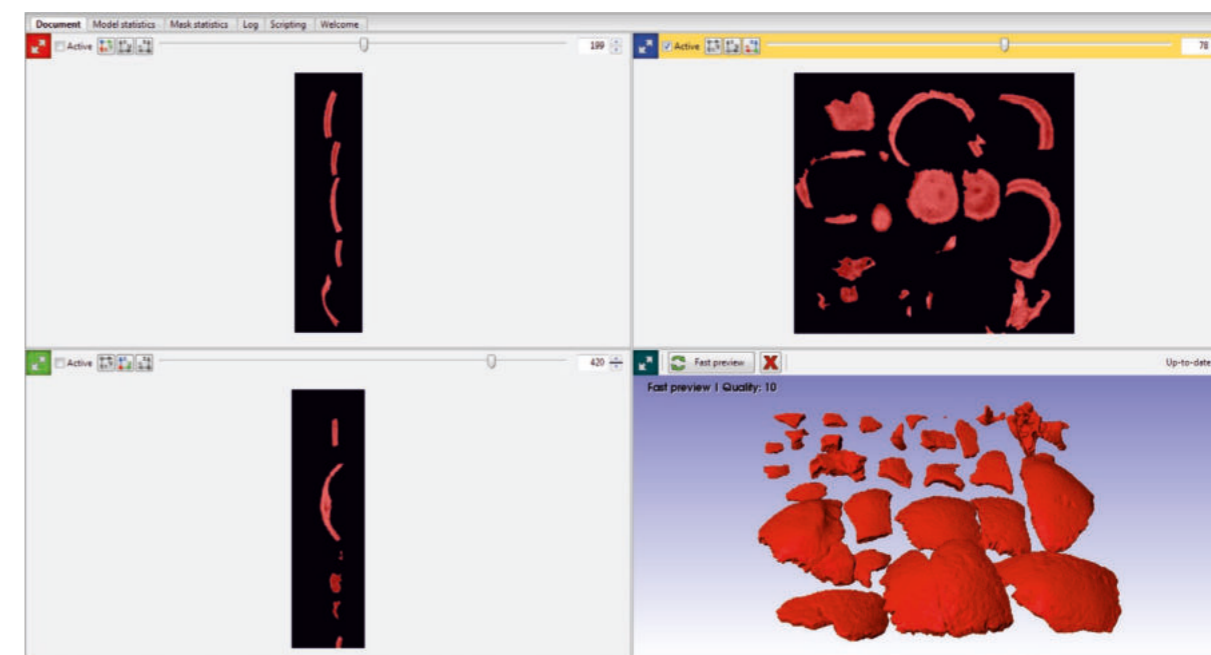 Document Model statistics Mask statistics Log Scripting Welcome
Active 199
Active 78
Active 420
Fast preview Up-to-date
Fast preview | Quality: 10